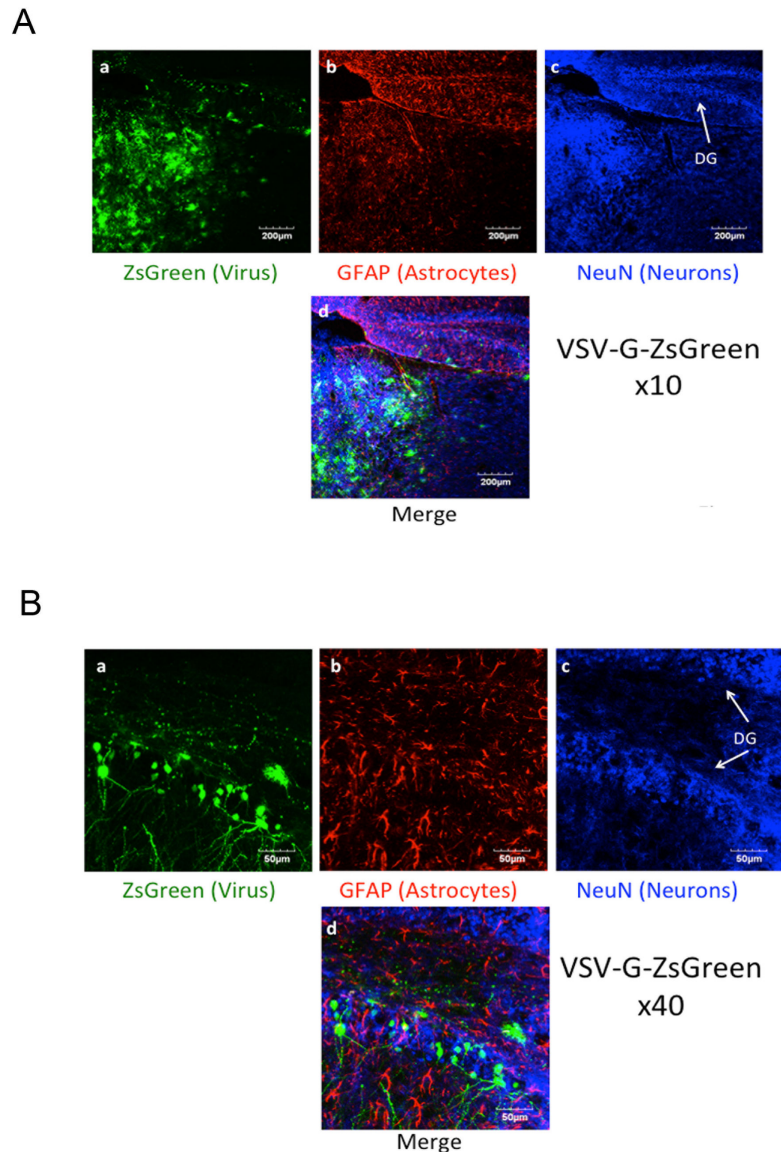 A
a
b
c
DG
200μm
200μm
200μm
ZsGreen (Virus)
GFAP (Astrocytes)
NeuN (Neurons)
d
200μm
Merge
VSV-G-ZsGreen
x10
B
a
b
c
DG
50μm
50μm
50μm
ZsGreen (Virus)
GFAP (Astrocytes)
NeuN (Neurons)
d
50μm
Merge
VSV-G-ZsGreen
x40